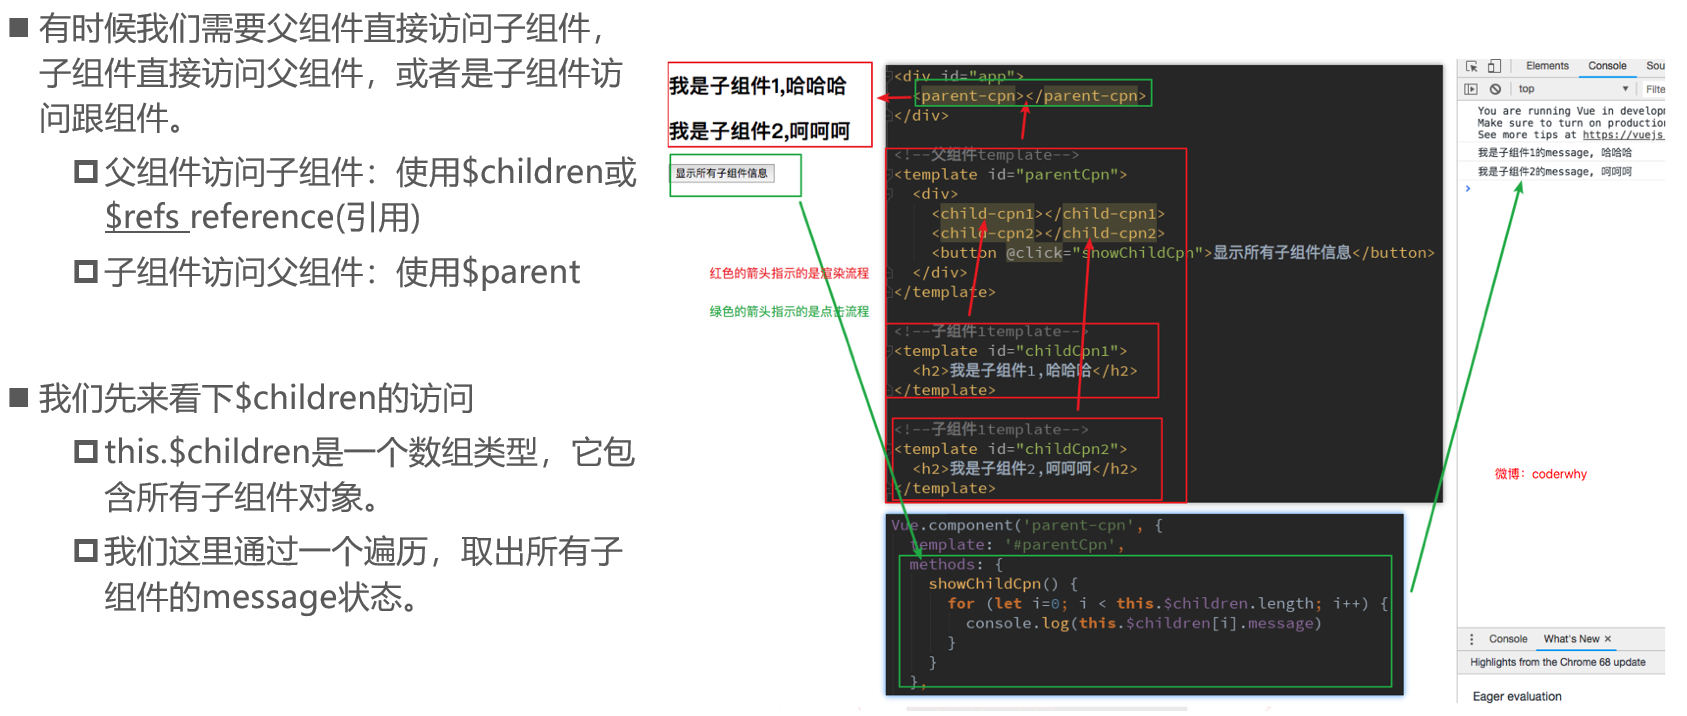 有时候我们需要父组件直接访问子组件，
子组件直接访问父组件，或者是子组件访
问跟组件。
父组件访问子组件：使用$children或
$refs reference(引用)
子组件访问父组件：使用$parent
我们先来看下$children的访问
this.$children是一个数组类型，它包
含所有子组件对象。
我们这里通过一个遍历，取出所有子
组件的message状态。
我是子组件1,哈哈哈
我是子组件2,呵呵呵
显示所有子组件信息
红色的箭头指示的是渲染流程
绿色的箭头指示的是点击流程
<div id="app">
<parent-cpn></parent-cpn>
</div>
<!--父组件template-->
<template id="parentCpn">
<div>
<child-cpn1></child-cpn1>
<child-cpn2></child-cpn2>
<button @click="showChildCpn">显示所有子组件信息</button>
</div>
</template>
<!--子组件1template-->
<template id="childCpn1">
<h2>我是子组件1,哈哈哈</h2>
</template>
<!--子组件1template-->
<template id="childCpn2">
<h2>我是子组件2,呵呵呵</h2>
</template>
Vue.component('parent-cpn', {
template: '#parentCpn',
methods: {
showChildCpn() {
for (let i=0; i < this.$children.length; i++) {
console.log(this.$children[i].message)
}
}
},
Elements Console Sou
top Filte
You are running Vue in developm
Make sure to turn on production
See more tips at https://vuejs
我是子组件1的message, 哈哈哈
我是子组件2的message, 呵呵呵
微博：coderwhy
Console What's New ×
Highlights from the Chrome 68 update
Eager evaluation